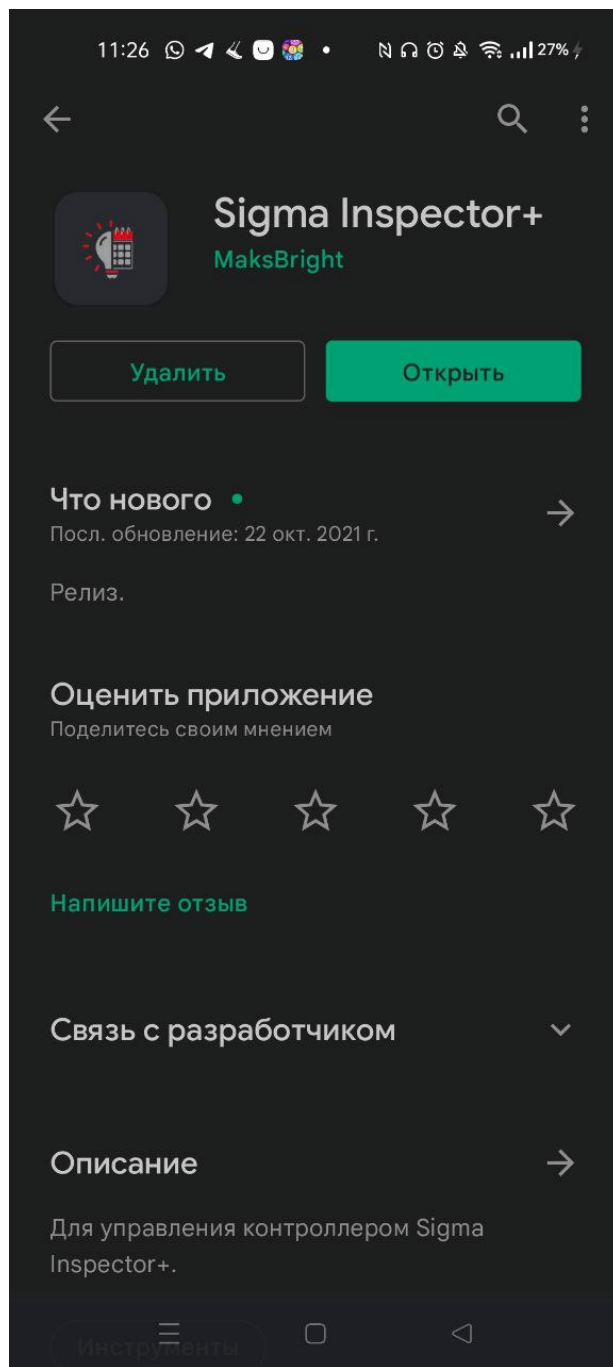 11:26
27%
Sigma Inspector+
MaksBright
Удалить
Открыть
Что нового
Посл. обновление: 22 окт. 2021 г.
Релиз.
Оценить приложение
Поделитесь своим мнением
Напишите отзыв
Связь с разработчиком
Описание
Для управления контроллером Sigma
Inspector+.
Инструменты